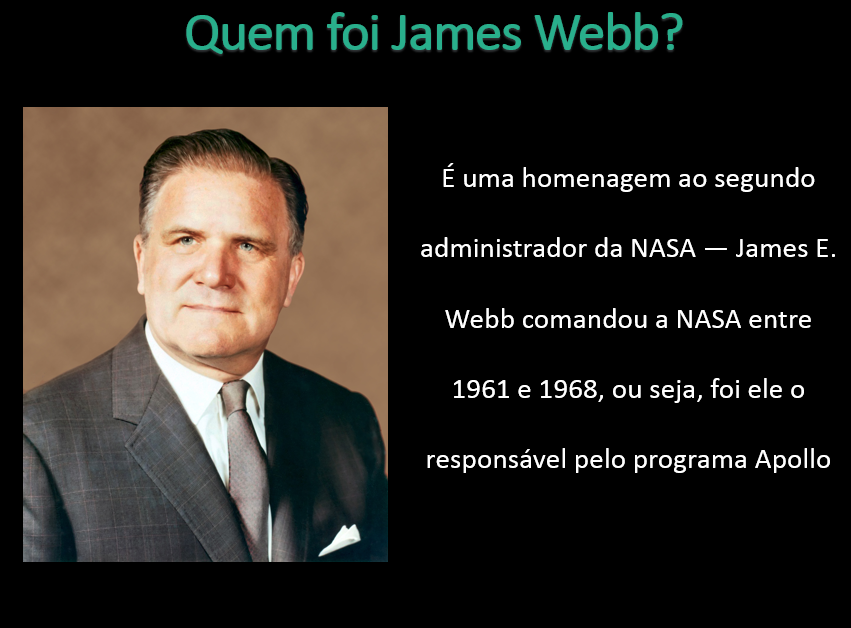 Quem foi James Webb?
É uma homenagem ao segundo
administrador da NASA — James E.
Webb comandou a NASA entre
1961 e 1968, ou seja, foi ele o
responsável pelo programa Apollo